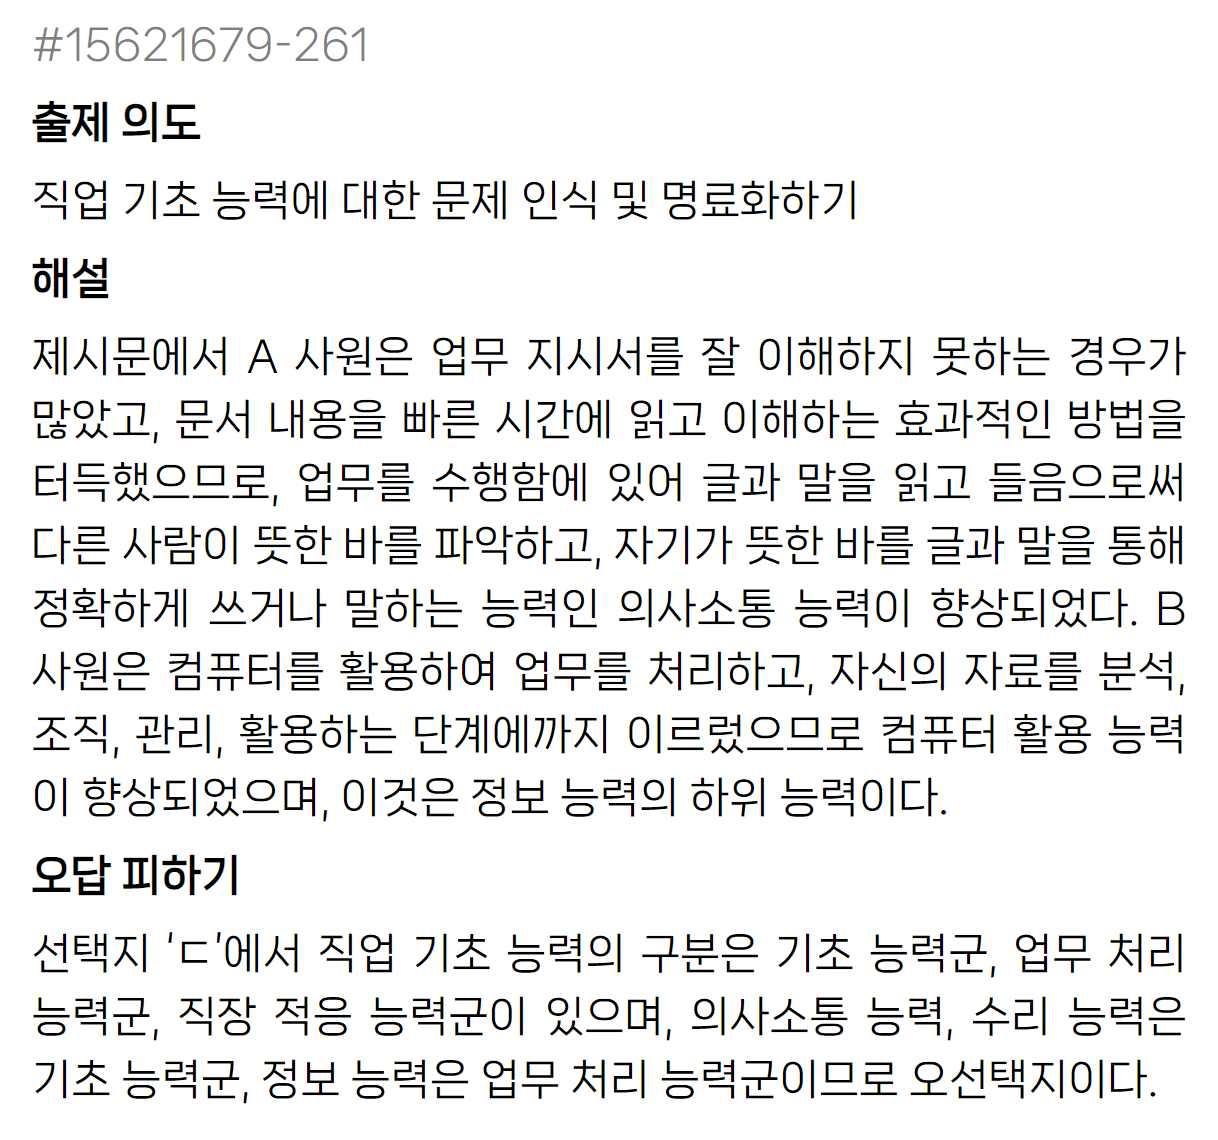 #15621679-261
출제 의도
직업 기초 능력에 대한 문제 인식 및 명료화하기
해설
제시문에서 A 사원은 업무 지시서를 잘 이해하지 못하는 경우가
많았고, 문서 내용을 빠른 시간에 읽고 이해하는 효과적인 방법을
터득했으므로, 업무를 수행함에 있어 글과 말을 읽고 들음으로써
다른 사람이 뜻한 바를 파악하고, 자기가 뜻한 바를 글과 말을 통해
정확하게 쓰거나 말하는 능력인 의사소통 능력이 향상되었다. B
사원은 컴퓨터를 활용하여 업무를 처리하고, 자신의 자료를 분석,
조직, 관리, 활용하는 단계에까지 이르렀으므로 컴퓨터 활용 능력
이 향상되었으며, 이것은 정보 능력의 하위 능력이다.
오답 피하기
선택지 ‘ㄷ’에서 직업 기초 능력의 구분은 기초 능력군, 업무 처리
능력군, 직장 적응 능력군이 있으며, 의사소통 능력, 수리 능력은
기초 능력군, 정보 능력은 업무 처리 능력군이므로 오선택지이다.